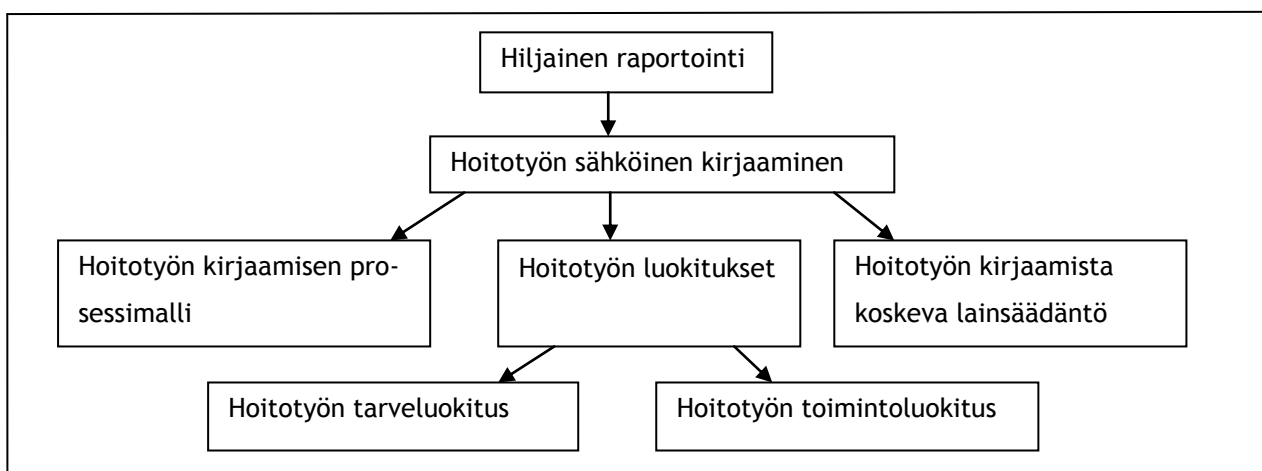 Hiljainen raportointi
Hoitotyön sähköinen kirjaaminen
Hoitotyön kirjaamisen pro-
sessimalli
Hoitotyön luokitukset
Hoitotyön kirjaamista
koskeva lainsäädäntö
Hoitotyön tarveluokitus
Hoitotyön toimintoluokitus